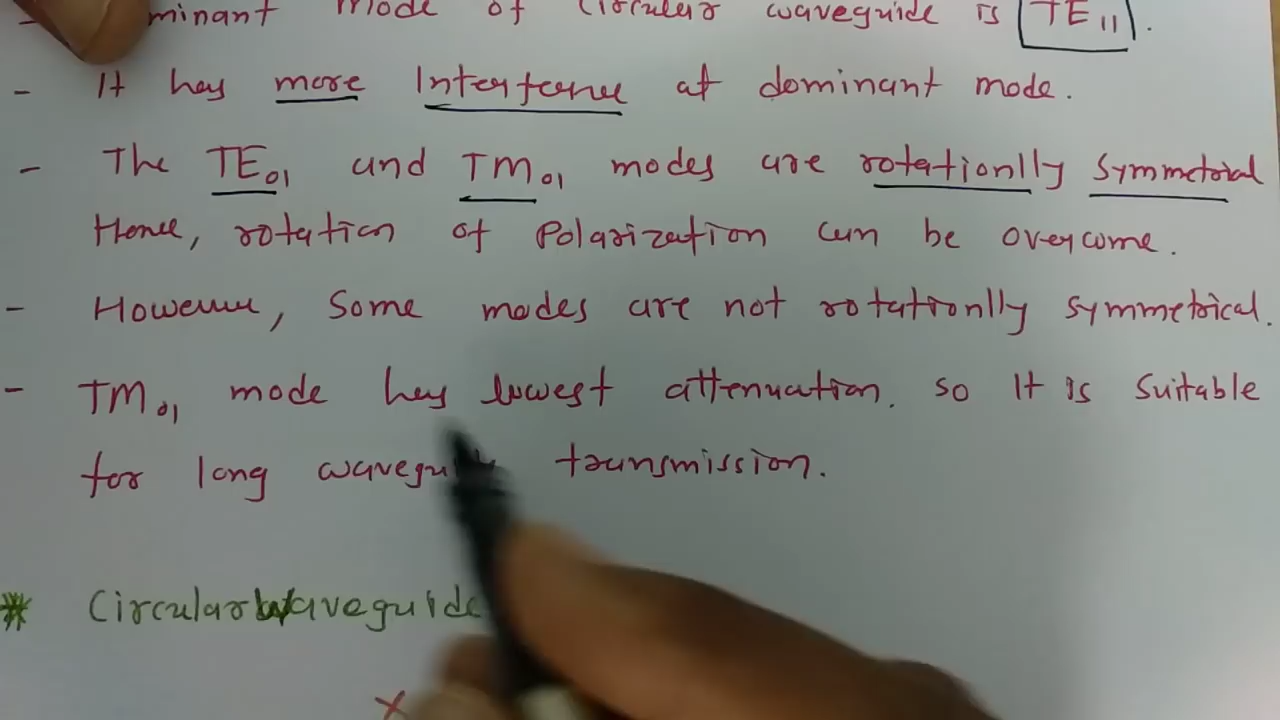 minant mode of Circular waveguide is TE11.
- It has more Interference at dominant mode.
- The TE01 and TM01 modes are rotationlly Symmetrial
Hence, rotation of Polarization can be overcome.
- However, Some modes are not rotationlly symmetrical.
- TM01 mode has lowest attenuation. so It is Suitable
for long transmission.
* Circular Waveguide